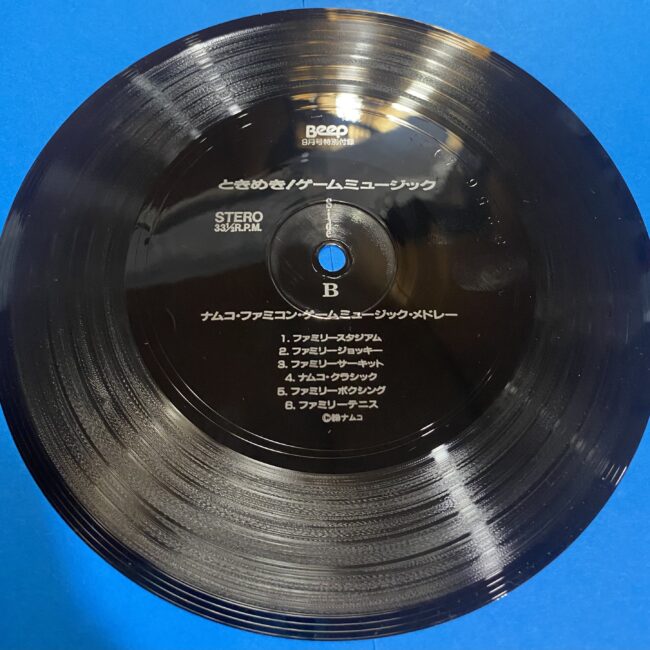 Beep
9月号特別付録
ときめき!ゲームミュージック
STERO
33⅓R.P.M.
Side
B
ナムコ・ファミコン・ゲームミュージック・メドレー
1. ファミリースタジアム
2. ファミリージョッキー
3. ファミリーサーキット
4. ナムコ・クラシック
5. ファミリーボクシング
6. ファミリーテニス
©㈱ナムコ